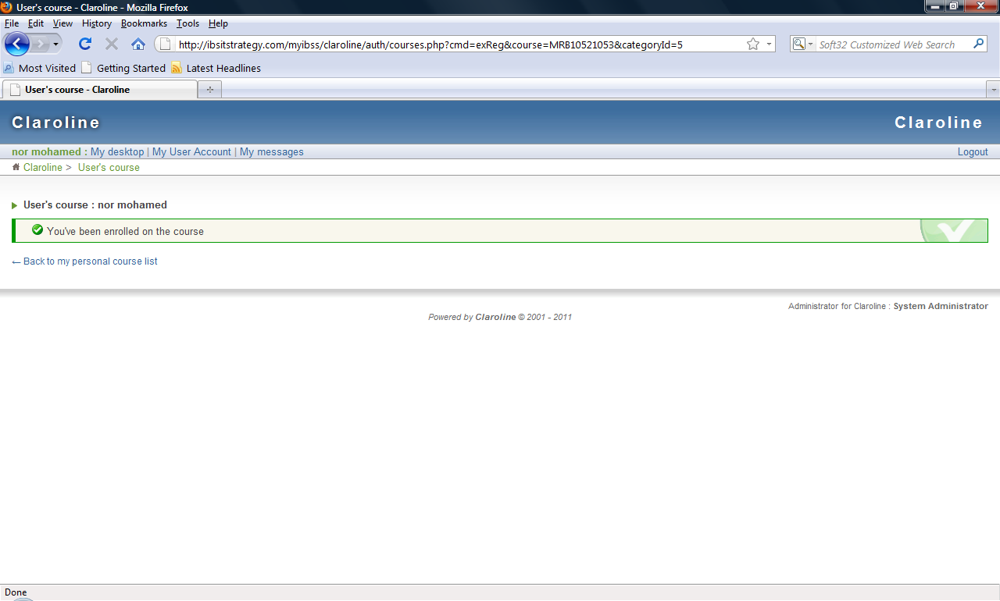 User's course - Claroline - Mozilla Firefox
File Edit View History Bookmarks Tools Help
http://ibsitstrategy.com/myibss/claroline/auth/courses.php?cmd=exReg&course=MRB10521053&categoryId=5 Soft32 Customized Web Search
Most Visited Getting Started Latest Headlines
User's course - Claroline
Claroline Claroline
nor mohamed : My desktop | My User Account | My messages Logout
Claroline > User's course
User's course : nor mohamed
You've been enrolled on the course
← Back to my personal course list
Administrator for Claroline : System Administrator
Powered by Claroline © 2001 - 2011
Done